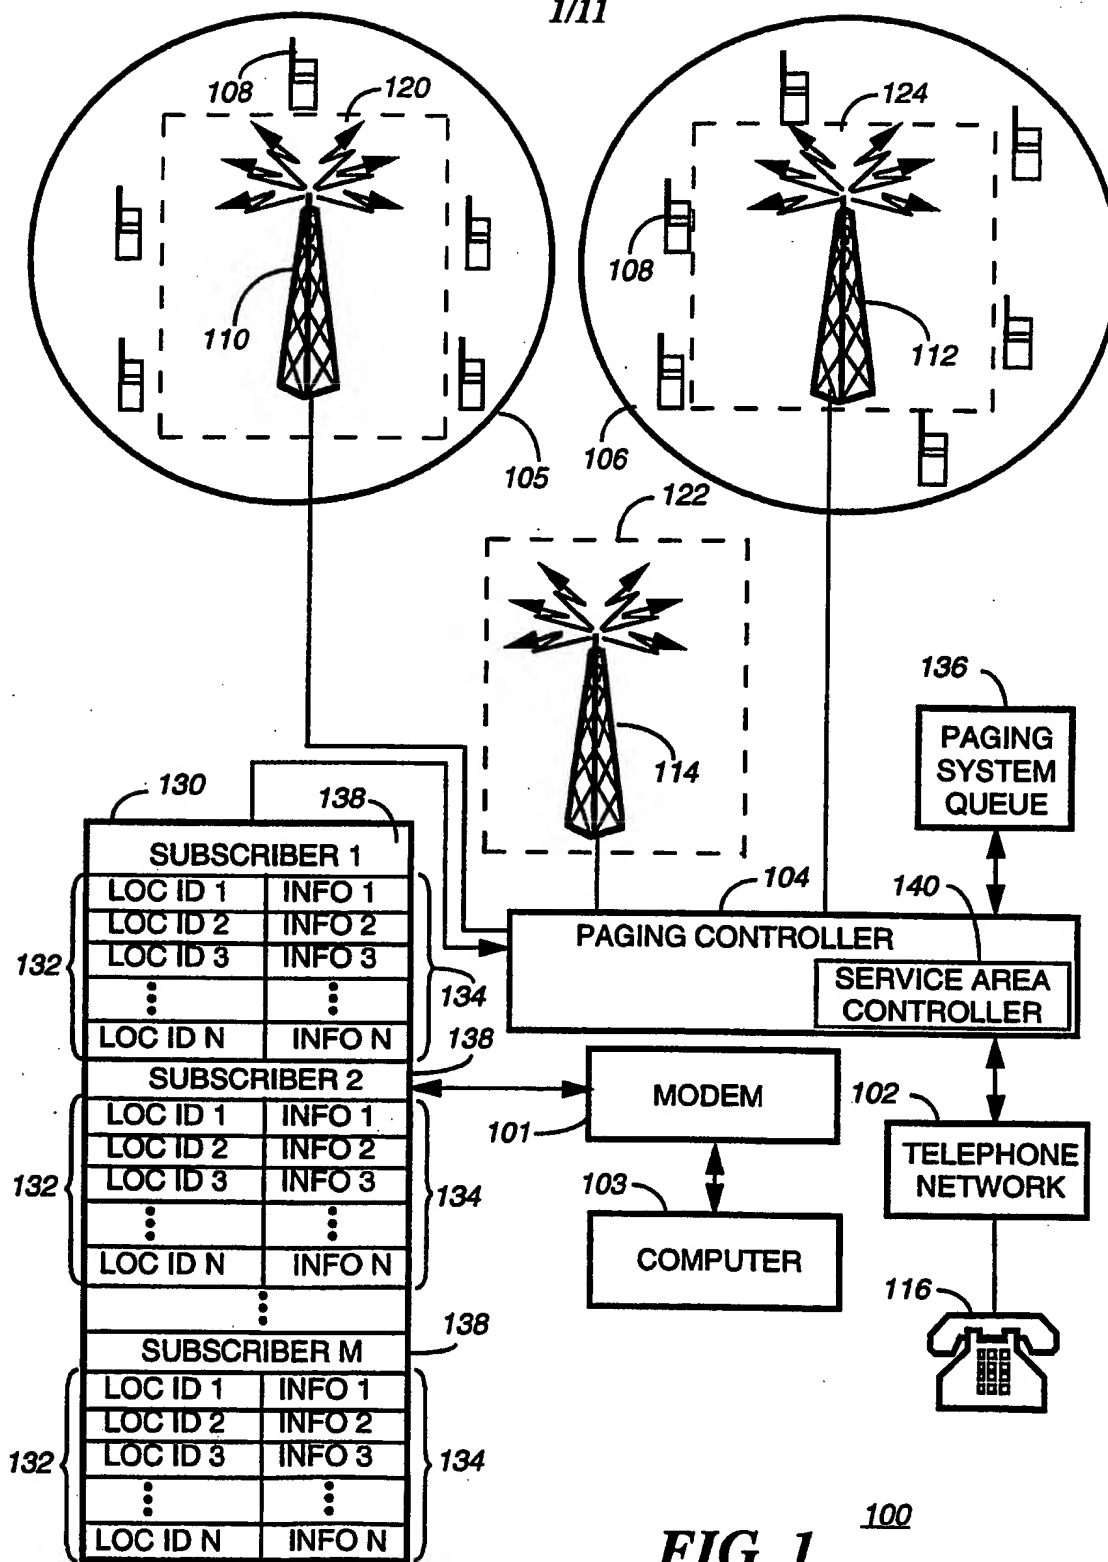 1/11
108
120
124
108
110
112
105
106
122
114
136
PAGING
SYSTEM
QUEUE
130
138
SUBSCRIBER 1
LOC ID 1 INFO 1
LOC ID 2 INFO 2
LOC ID 3 INFO 3
LOC ID N INFO N
132
134
104
140
PAGING CONTROLLER
SERVICE AREA
CONTROLLER
138
SUBSCRIBER 2
LOC ID 1 INFO 1
LOC ID 2 INFO 2
LOC ID 3 INFO 3
LOC ID N INFO N
132
134
MODEM
101
102
TELEPHONE
NETWORK
103
COMPUTER
116
138
SUBSCRIBER M
LOC ID 1 INFO 1
LOC ID 2 INFO 2
LOC ID 3 INFO 3
LOC ID N INFO N
132
134
100
FIG. 1